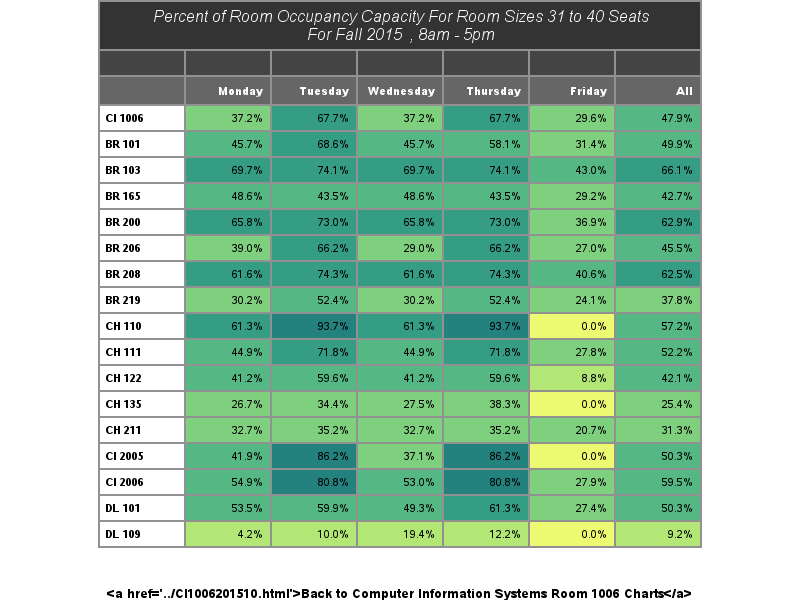 Percent of Room Occupancy Capacity For Room Sizes 31 to 40 Seats
For Fall 2015 , 8am - 5pm
Monday Tuesday Wednesday Thursday Friday All
CI 1006 37.2% 67.7% 37.2% 67.7% 29.6% 47.9%
BR 101 45.7% 68.6% 45.7% 58.1% 31.4% 49.9%
BR 103 69.7% 74.1% 69.7% 74.1% 43.0% 66.1%
BR 165 48.6% 43.5% 48.6% 43.5% 29.2% 42.7%
BR 200 65.8% 73.0% 65.8% 73.0% 36.9% 62.9%
BR 206 39.0% 66.2% 29.0% 66.2% 27.0% 45.5%
BR 208 61.6% 74.3% 61.6% 74.3% 40.6% 62.5%
BR 219 30.2% 52.4% 30.2% 52.4% 24.1% 37.8%
CH 110 61.3% 93.7% 61.3% 93.7% 0.0% 57.2%
CH 111 44.9% 71.8% 44.9% 71.8% 27.8% 52.2%
CH 122 41.2% 59.6% 41.2% 59.6% 8.8% 42.1%
CH 135 26.7% 34.4% 27.5% 38.3% 0.0% 25.4%
CH 211 32.7% 35.2% 32.7% 35.2% 20.7% 31.3%
CI 2005 41.9% 86.2% 37.1% 86.2% 0.0% 50.3%
CI 2006 54.9% 80.8% 53.0% 80.8% 27.9% 59.5%
DL 101 53.5% 59.9% 49.3% 61.3% 27.4% 50.3%
DL 109 4.2% 10.0% 19.4% 12.2% 0.0% 9.2%
<a href='../CI1006201510.html'>Back to Computer Information Systems Room 1006 Charts</a>